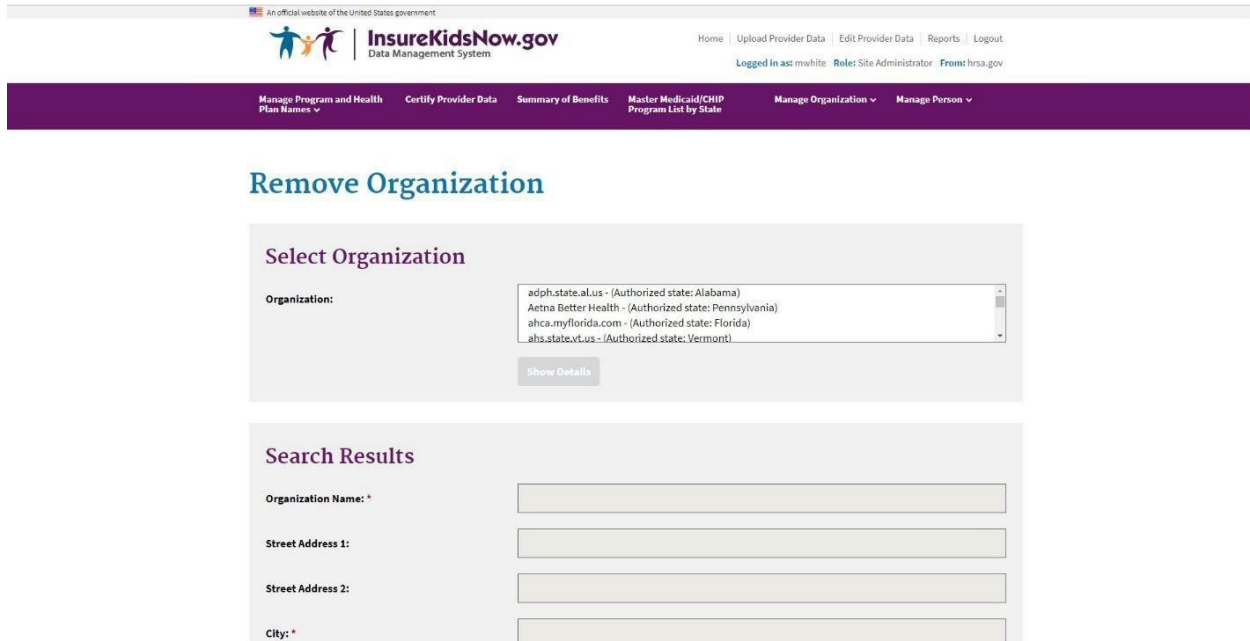 An official website of the United States government
InsureKidsNow.gov
Data Management System
Home | Upload Provider Data | Edit Provider Data | Reports | Logout
Logged in as: mwhite Role: Site Administrator From: hrsa.gov
Manage Program and Health Plan Names
Certify Provider Data
Summary of Benefits
Master Medicaid/CHIP Program List by State
Manage Organization
Manage Person
Remove Organization
Select Organization
Organization:
adph.state.al.us - (Authorized state: Alabama)
Aetna Better Health - (Authorized state: Pennsylvania)
ahca.myflorida.com - (Authorized state: Florida)
ahs.state.vt.us - (Authorized state: Vermont)
Show Details
Search Results
Organization Name: *
Street Address 1:
Street Address 2:
City: *